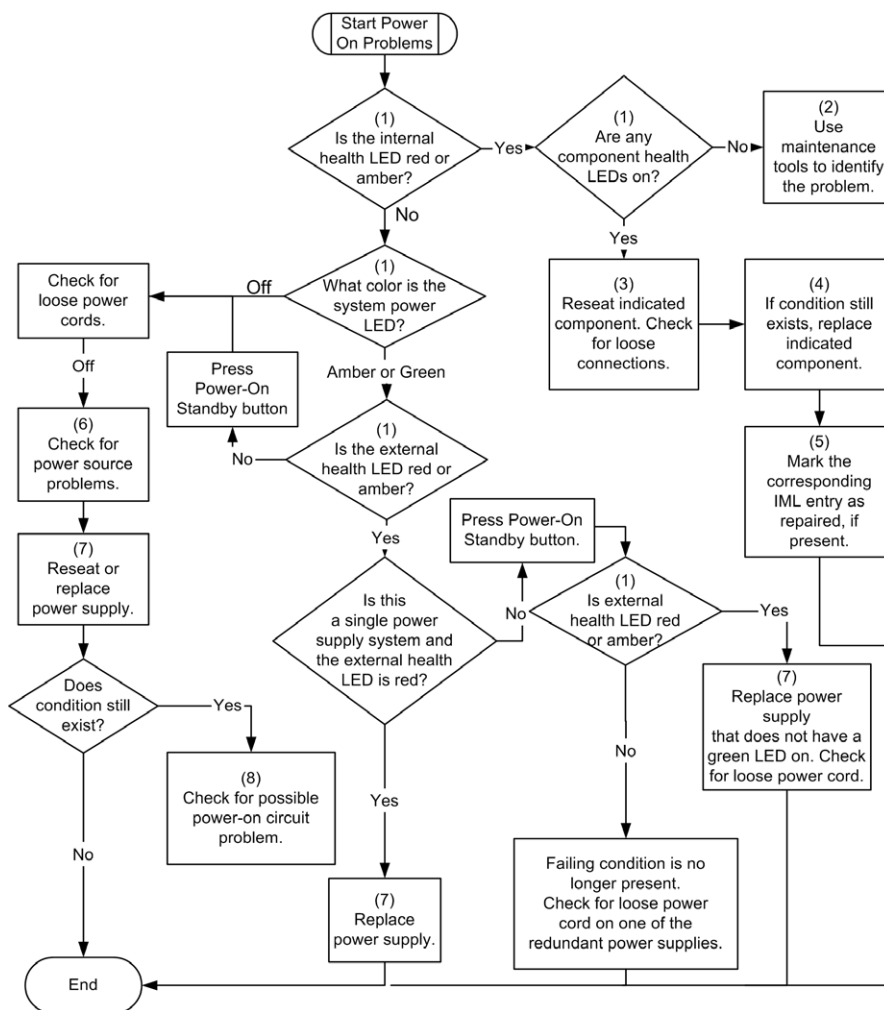 Start Power
On Problems
(1)
Is the internal
health LED red or
amber?
Yes
(1)
Are any
component health
LEDs on?
No
(2)
Use
maintenance
tools to identify
the problem.
No
Yes
Check for
loose power
cords.
Off
(1)
What color is the
system power
LED?
(3)
Reseat indicated
component. Check
for loose
connections.
(4)
If condition still
exists, replace
indicated
component.
Off
Press
Power-On
Standby button
Amber or Green
(6)
Check for
power source
problems.
No
(1)
Is the external
health LED red or
amber?
(5)
Mark the
corresponding
IML entry as
repaired, if
present.
Press Power-On
Standby button.
Yes
(7)
Reseat or
replace
power supply.
Is this
a single power
supply system and
the external health
LED is red?
No
(1)
Is external
health LED red
or amber?
Yes
Does
condition still
exist?
Yes
(7)
Replace power
supply
that does not have a
green LED on. Check
for loose power cord.
No
(8)
Check for possible
power-on circuit
problem.
Yes
No
Failing condition is no
longer present.
Check for loose power
cord on one of the
redundant power supplies.
(7)
Replace
power supply.
End